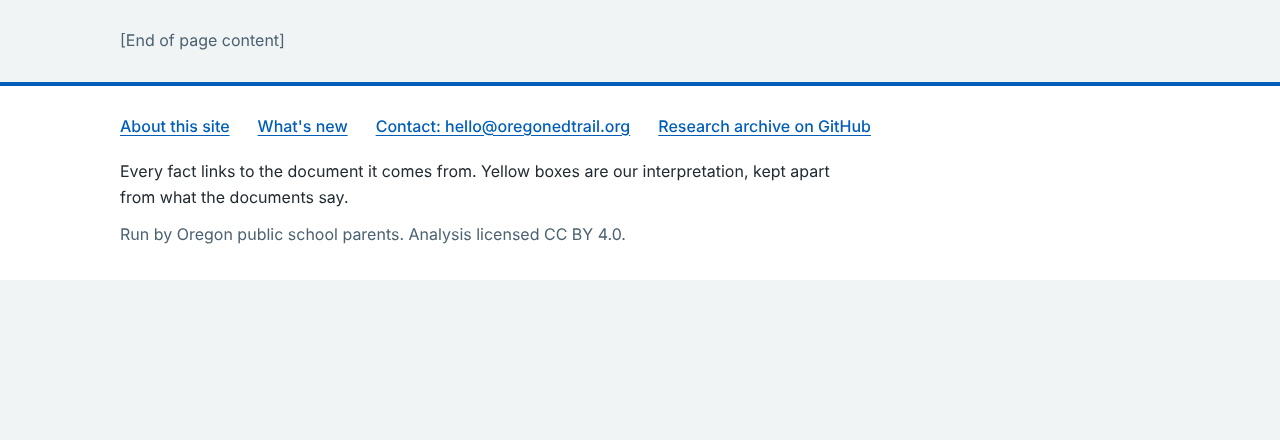 [End of page content]
About this site What's new Contact: hello@oregonedtrail.org Research archive on GitHub
Every fact links to the document it comes from. Yellow boxes are our interpretation, kept apart
from what the documents say.
Run by Oregon public school parents. Analysis licensed CC BY 4.0.